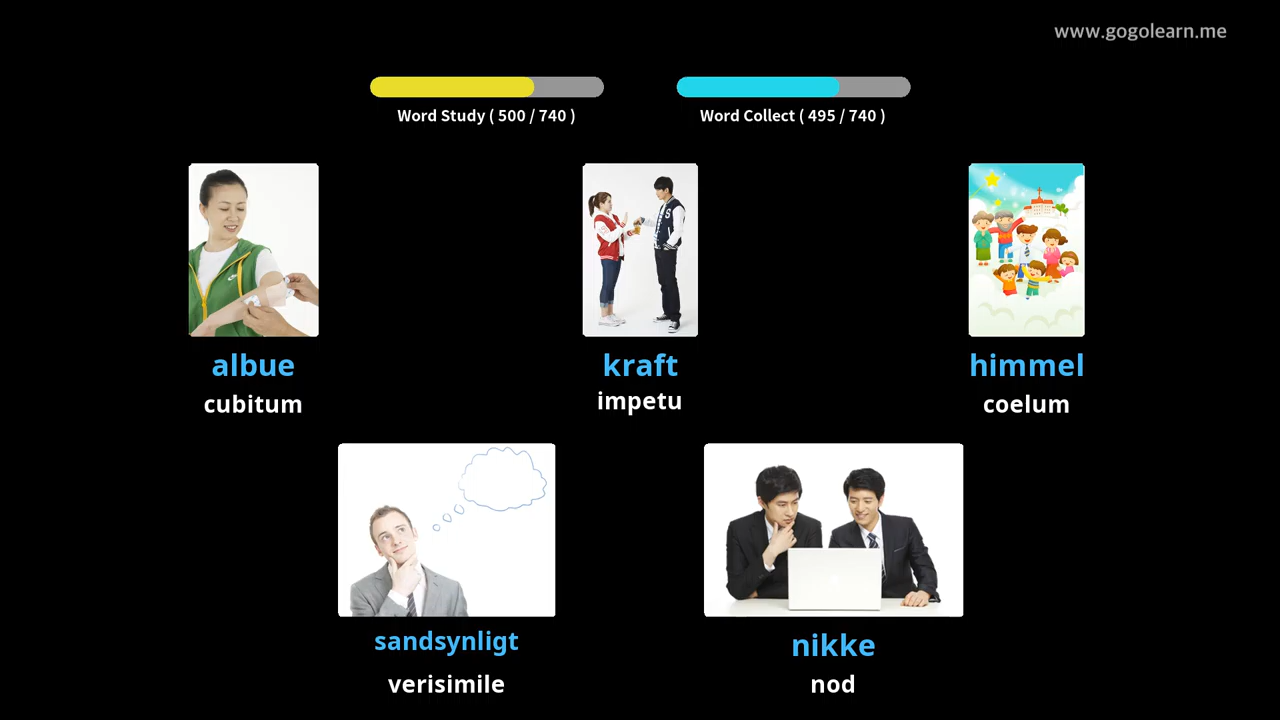 www.gogolearn.me
Word Study ( 500 / 740 )
Word Collect ( 495 / 740 )
albue
cubitum
kraft
impetu
himmel
coelum
sandsynligt
verisimile
nikke
nod